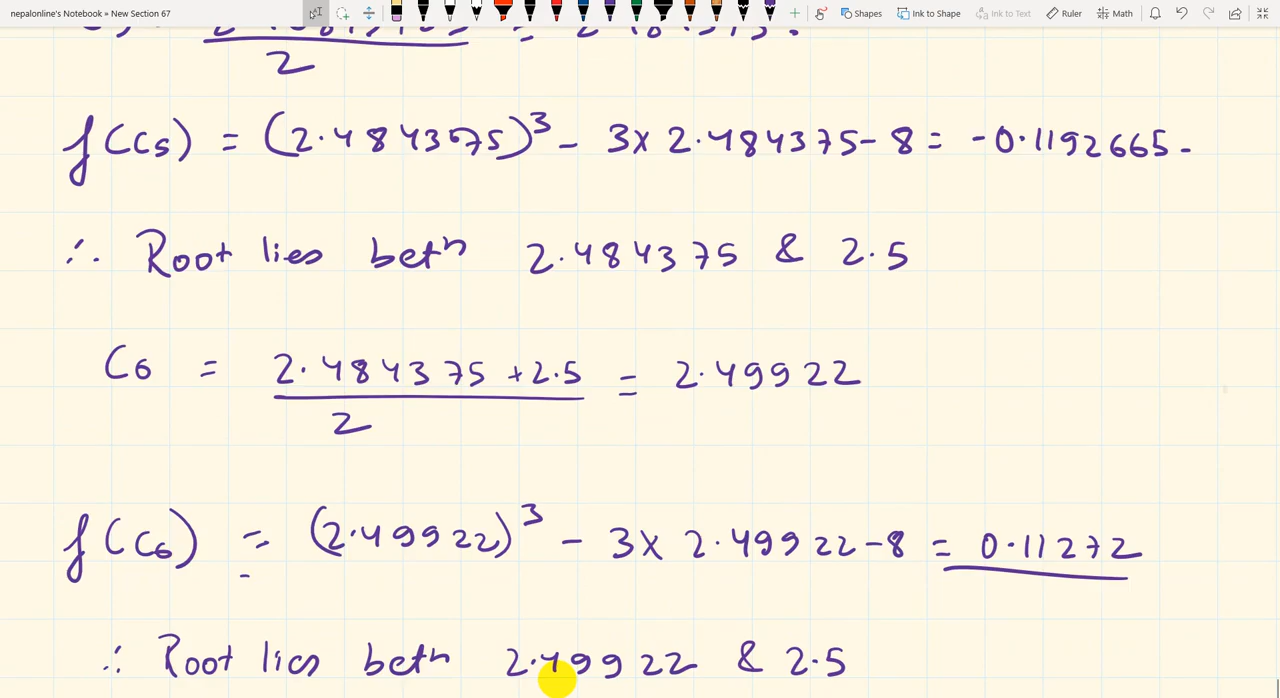 nepalonline's Notebook » New Section 67
Shapes Ink to Shape Ink to Text Ruler Math
2
f(C5) = (2.484375)³ - 3 x 2.484375 - 8 = -0.1192665 -
∴ Root lies betn 2.484375 & 2.5
C6 = 2.484375 + 2.5 = 2.49922
2
f(C6) = (2.49922)³ - 3 x 2.49922 - 8 = 0.11272
∴ Root lies betn 2.49922 & 2.5